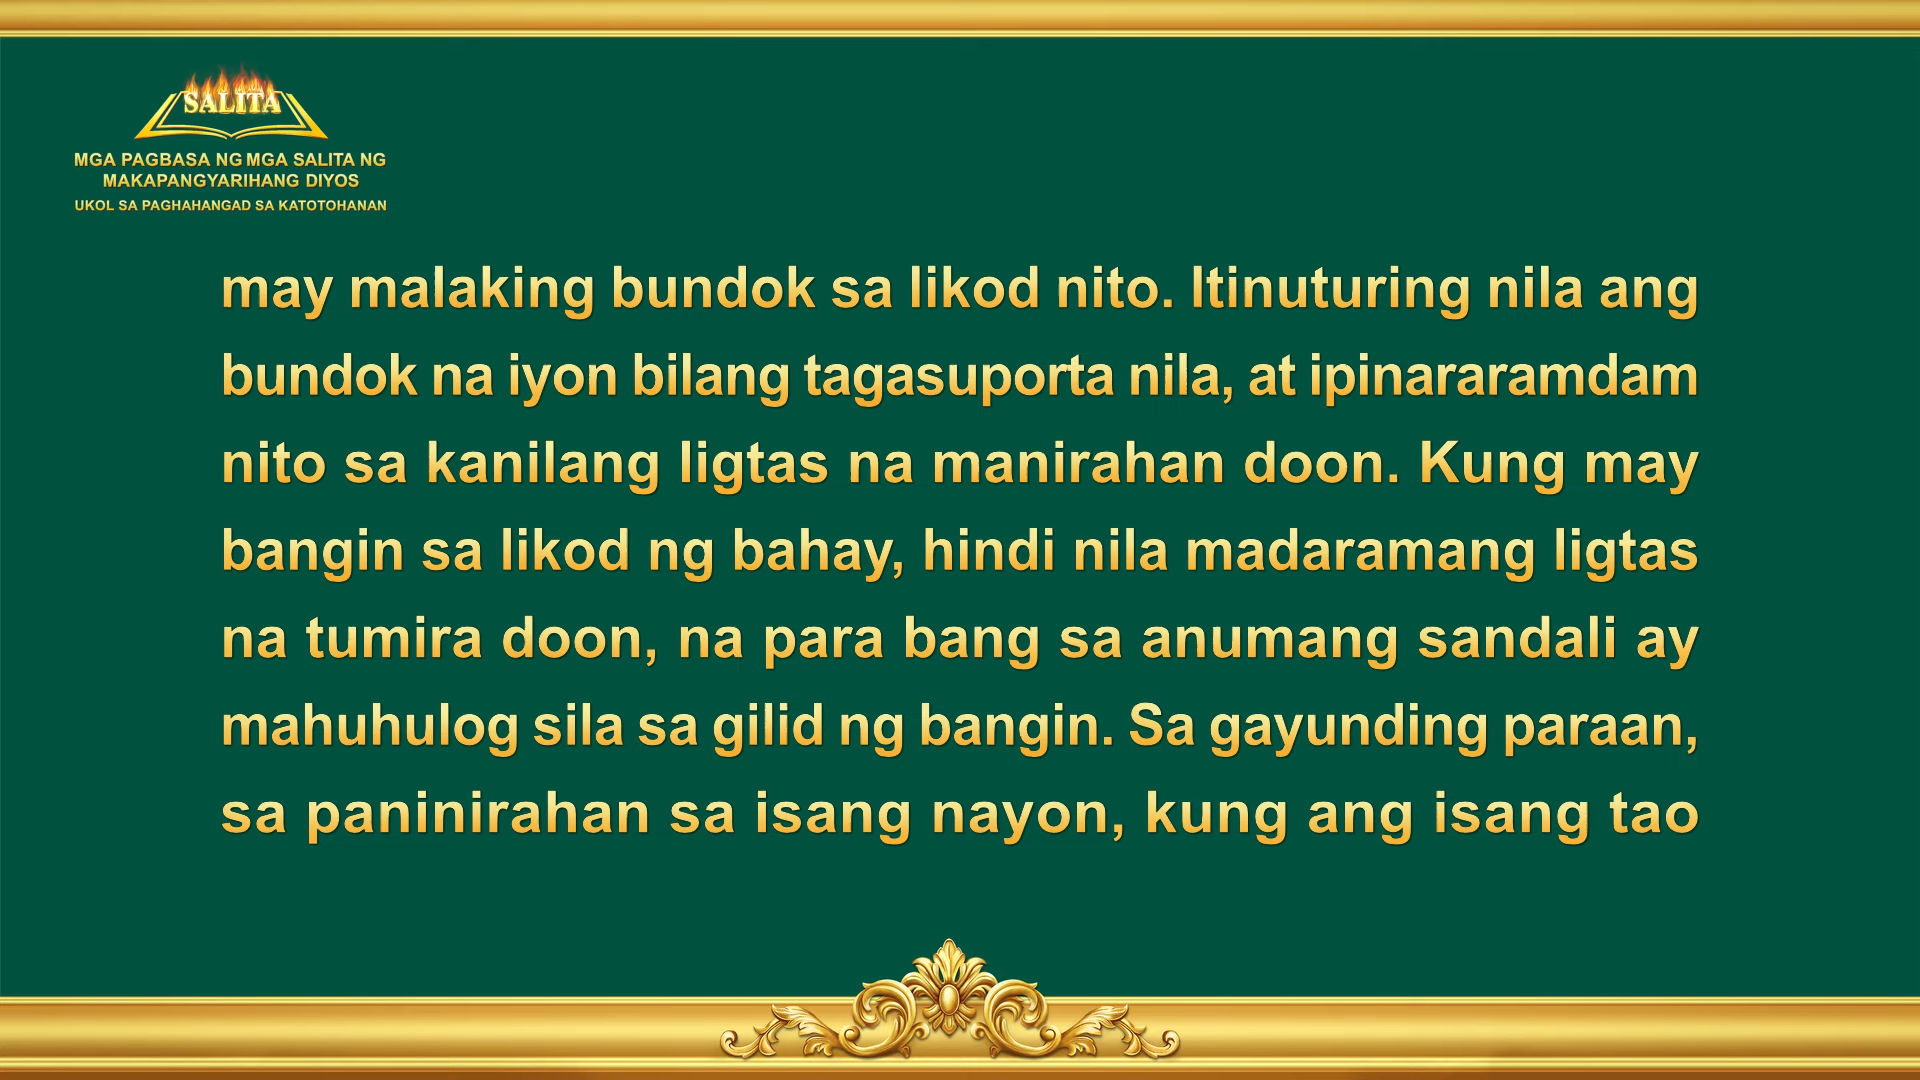 SALITA
MGA PAGBASA NG MGA SALITA NG
MAKAPANGYARIHANG DIYOS
UKOL SA PAGHAHANGAD SA KATOTOHANAN
may malaking bundok sa likod nito. Itinuturing nila ang
bundok na iyon bilang tagasuporta nila, at ipinararamdam
nito sa kanilang ligtas na manirahan doon. Kung may
bangin sa likod ng bahay, hindi nila madaramang ligtas
na tumira doon, na para bang sa anumang sandali ay
mahuhulog sila sa gilid ng bangin. Sa gayunding paraan,
sa paninirahan sa isang nayon, kung ang isang tao